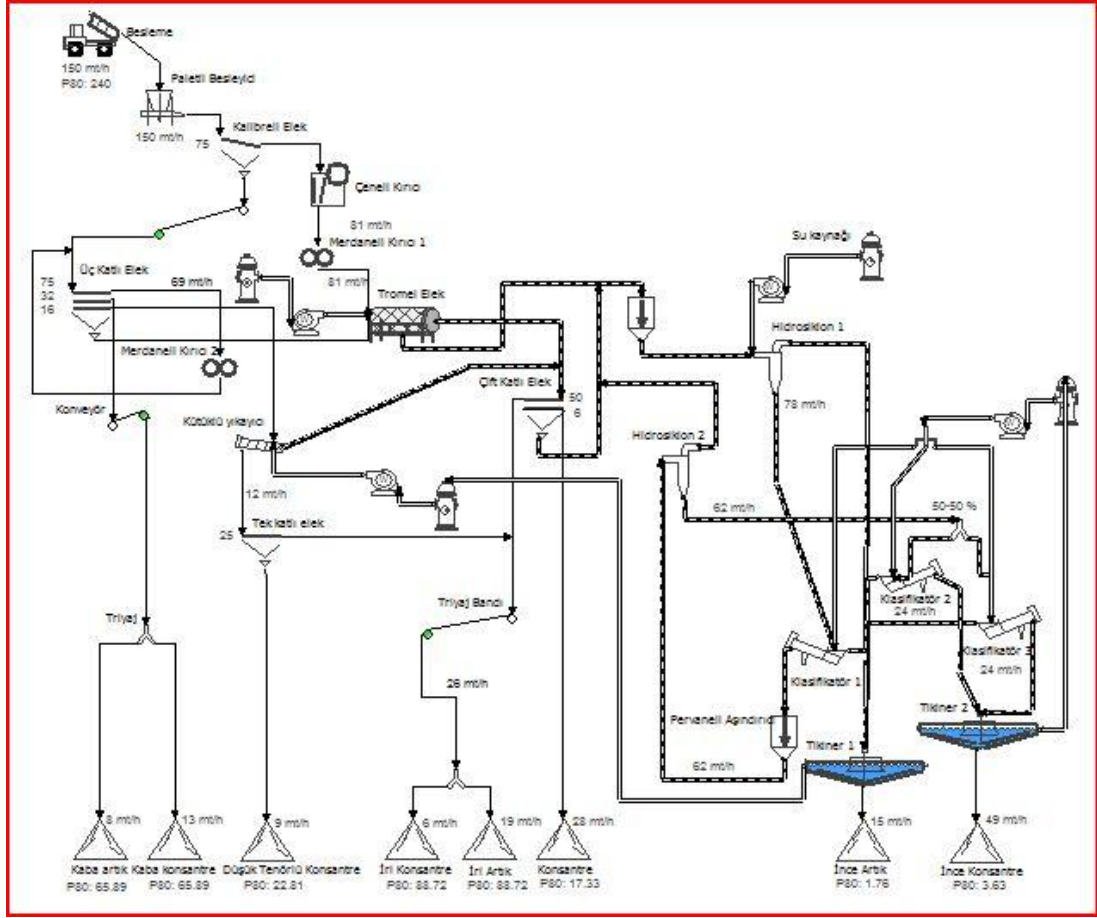 Besleme
150 mt/h
P80: 240
Paletli Besleyici
150 mt/h
Kalibreli Elek
75
Çeneli Kırıcı
81 mt/h
Merdaneli Kırıcı 1
81 mt/h
Su kaynağı
Üç Katlı Elek
75
32
16
69 mt/h
Tromel Elek
Hidrosiklon 1
Merdaneli Kırıcı 2
Çift Katlı Elek
50
6
78 mt/h
Konveyör
Kütüklü yıkayıcı
Hidrosiklon 2
12 mt/h
62 mt/h
50-50 %
Tek katlı elek
25
Klasifikatör 2
24 mt/h
Triyaj Bandı
Triyaj
Klasifikatör 3
24 mt/h
Klasifikatör 1
26 mt/h
Tikiner 2
Pervaneli Aşındırıcı
Tikiner 1
62 mt/h
8 mt/h
13 mt/h
9 mt/h
6 mt/h
19 mt/h
28 mt/h
15 mt/h
49 mt/h
Kaba artık
P80: 65.89
Kaba konsantre
P80: 65.89
Düşük Tenörlü Konsantre
P80: 22.81
İri Konsantre
P80: 88.72
İri Artık
P80: 88.72
Konsantre
P80: 17.33
İnce Artık
P80: 1.76
İnce Konsantre
P80: 3.63